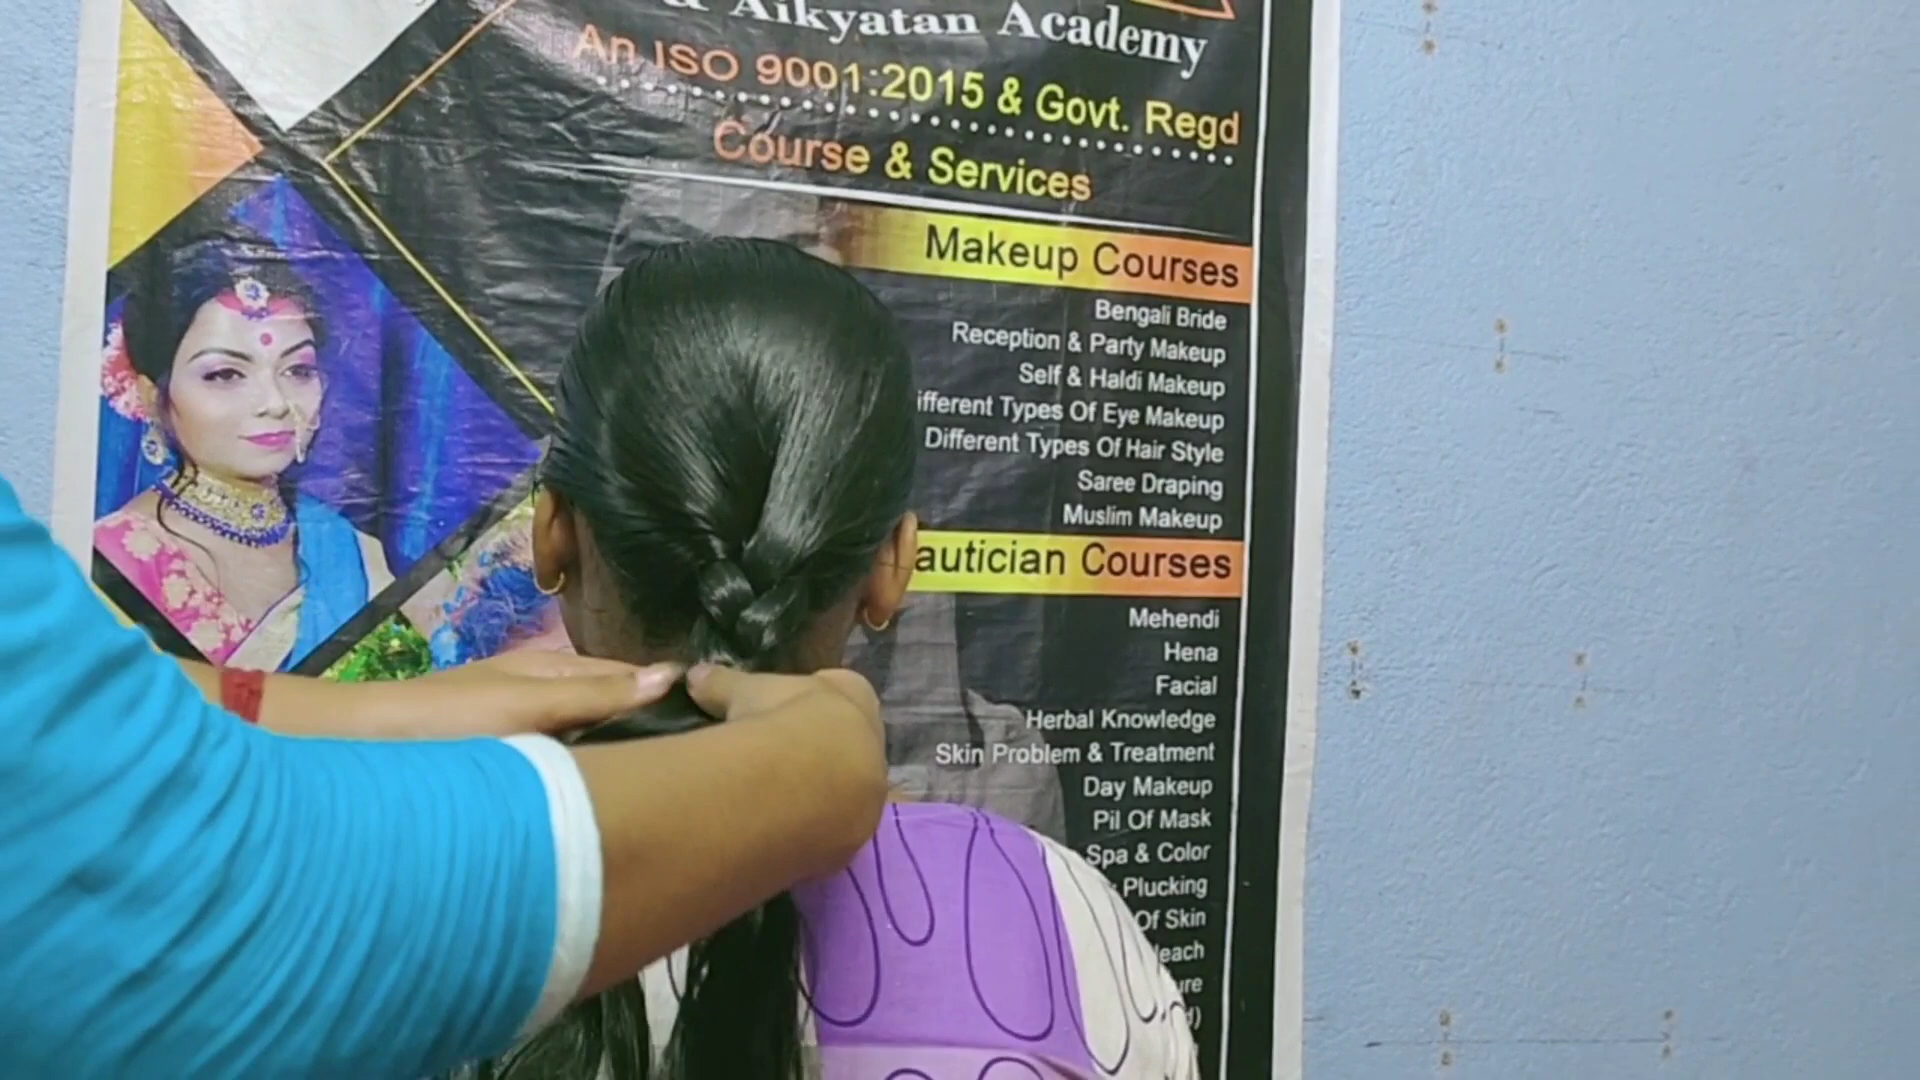 Aikyatan Academy
An ISO 9001:2015 & Govt. Regd
Course & Services
Makeup Courses
Bengali Bride
Reception & Party Makeup
Self & Haldi Makeup
ifferent Types Of Eye Makeup
Different Types Of Hair Style
Saree Draping
Muslim Makeup
autician Courses
Mehendi
Hena
Facial
Herbal Knowledge
Skin Problem & Treatment
Day Makeup
Pil Of Mask
Spa & Color
Plucking
Of Skin
leach
ure